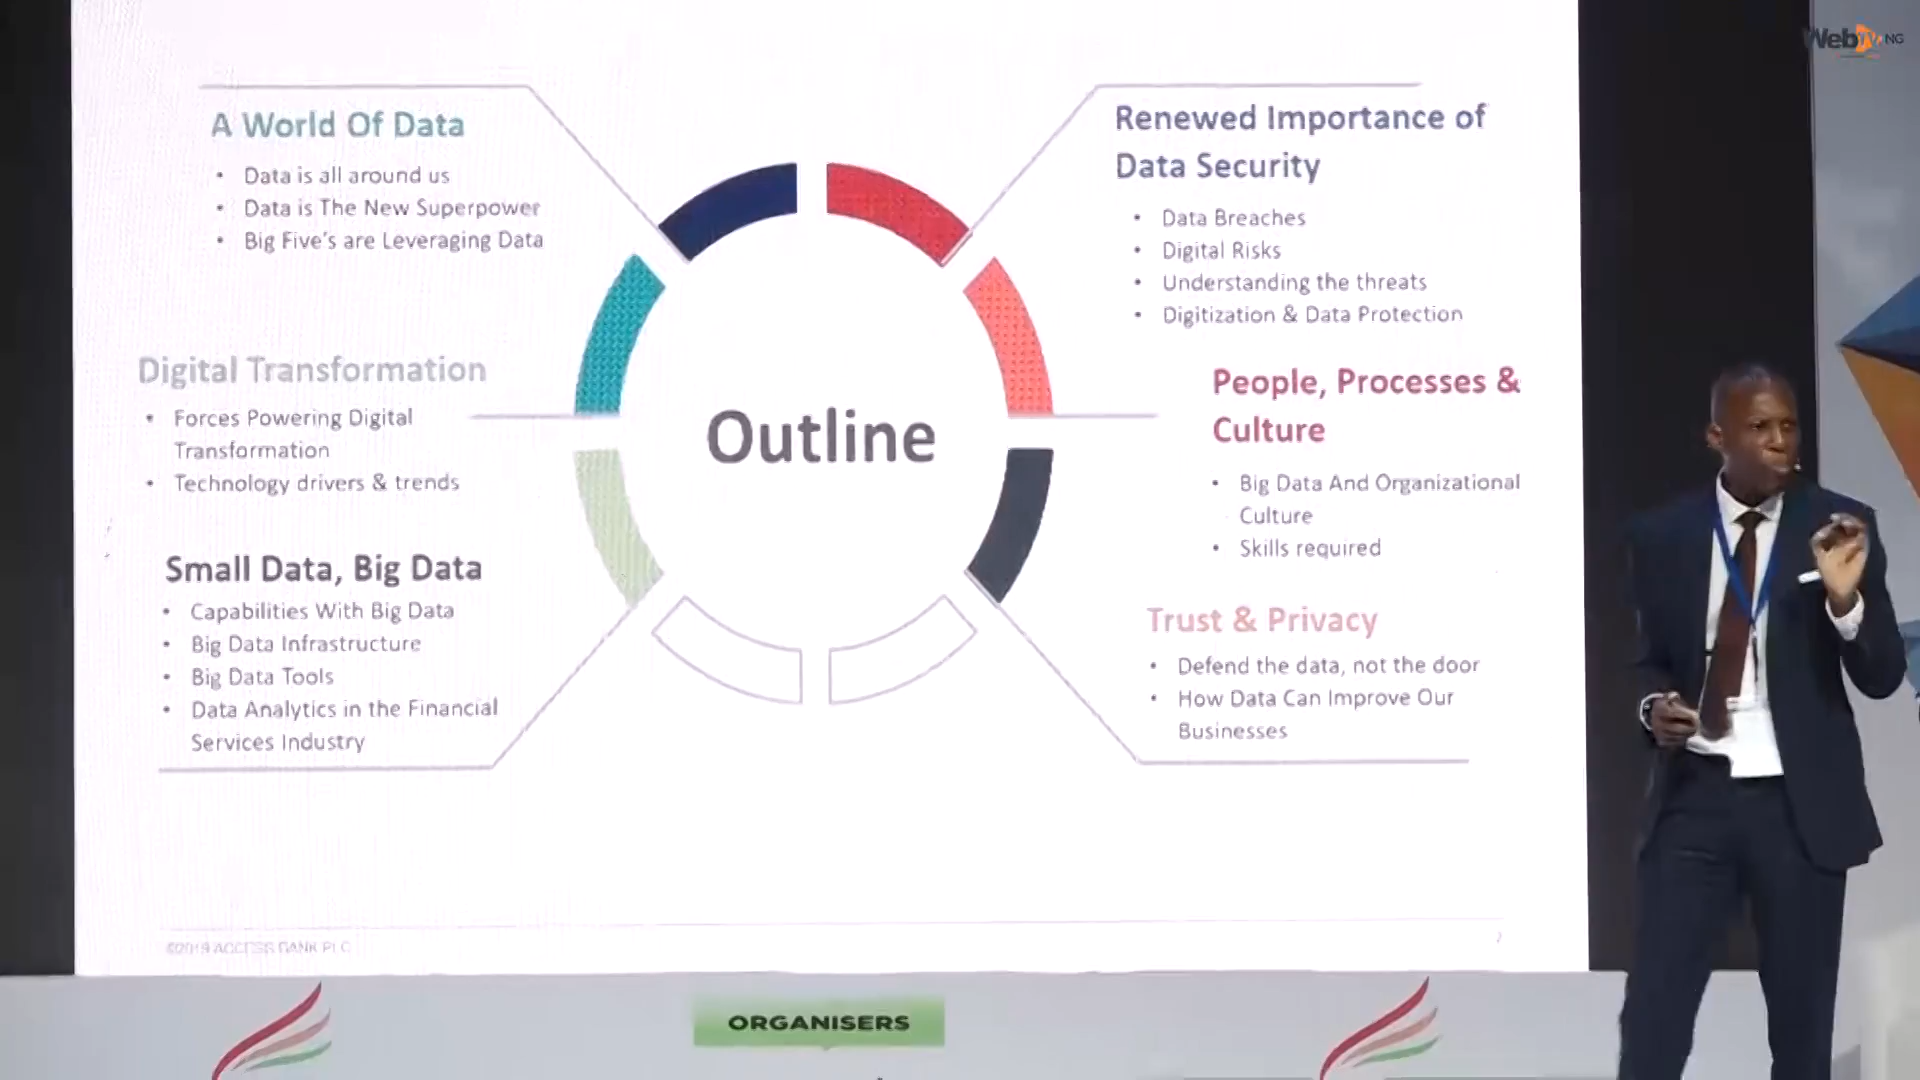 WebTV.NG
A World Of Data
• Data is all around us
• Data is The New Superpower
• Big Five's are Leveraging Data
Digital Transformation
• Forces Powering Digital
Transformation
• Technology drivers & trends
Small Data, Big Data
• Capabilities With Big Data
• Big Data Infrastructure
• Big Data Tools
• Data Analytics in the Financial
Services Industry
Outline
Renewed Importance of
Data Security
• Data Breaches
• Digital Risks
• Understanding the threats
• Digitization & Data Protection
People, Processes &
Culture
• Big Data And Organizational
Culture
• Skills required
Trust & Privacy
• Defend the data, not the door
• How Data Can Improve Our
Businesses
©2019 ACCESS BANK PLC
ORGANISERS